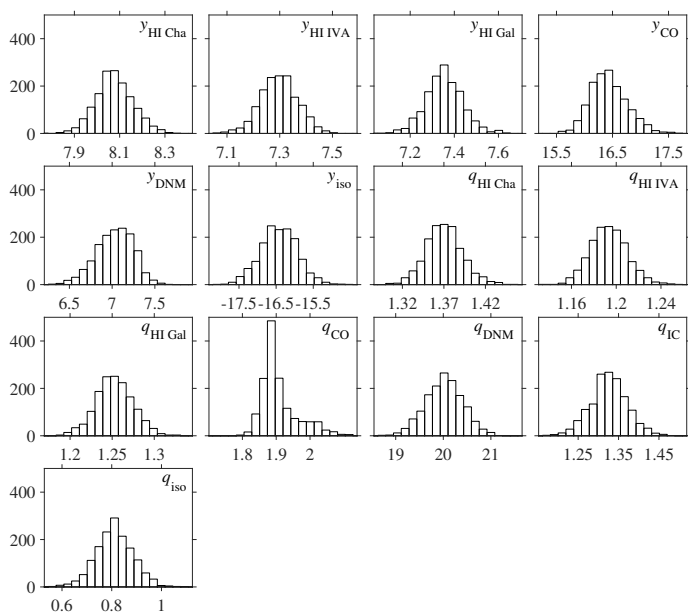 400 y HI Cha y HI IVA y HI Gal y CO
200
0
7.9 8.1 8.3 7.1 7.3 7.5 7.2 7.4 7.6 15.5 16.5 17.5
400 y DNM y iso q HI Cha q HI IVA
200
0
6.5 7 7.5 -17.5 -16.5 -15.5 1.32 1.37 1.42 1.16 1.2 1.24
400 q HI Gal q CO q DNM q IC
200
0
1.2 1.25 1.3 1.8 1.9 2 19 20 21 1.25 1.35 1.45
400 q iso
200
0
0.6 0.8 1